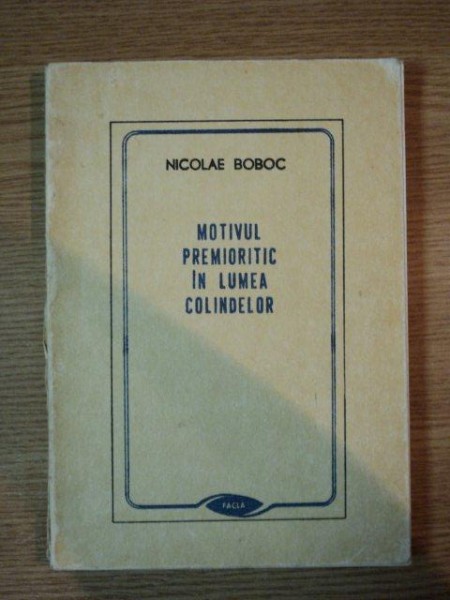 NICOLAE BOBOC
MOTIVUL
PREMIORITIC
ÎN LUMEA
COLINDELOR
FACLA